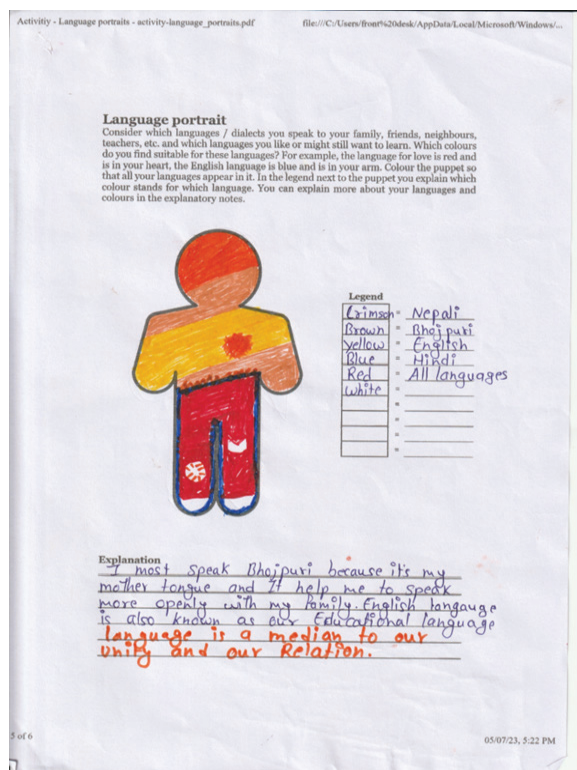 Activitiy - Language portraits - activity-language_portraits.pdf
file:///C:/Users/front%20desk/AppData/Local/Microsoft/Windows/...
Language portrait
Consider which languages / dialects you speak to your family, friends, neighbours,
teachers, etc. and which languages you like or might still want to learn. Which colours
do you find suitable for these languages? For example, the language for love is red and
is in your heart, the English language is blue and is in your arm. Colour the puppet so
that all your languages appear in it. In the legend next to the puppet you explain which
colour stands for which language. You can explain more about your languages and
colours in the explanatory notes.
Legend
Crimson = Nepali
Brown = Bhojpuri
yellow = English
Blue = Hindi
Red = All languages
white =
=
=
=
=
Explanation
I most speak Bhojpuri because it's my
mother tongue and It help me to speak
more openly with my family. English langauge
is also known as our Educational language
language is a median to our
unity and our Relation.
5 of 6
05/07/23, 5:22 PM